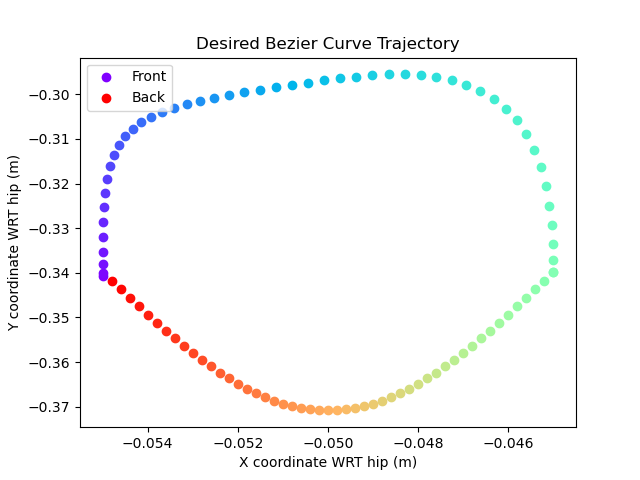 Desired Bezier Curve Trajectory
Front
Back
−0.30
−0.31
−0.32
−0.33
−0.34
−0.35
−0.36
−0.37
Y coordinate WRT hip (m)
−0.054
−0.052
−0.050
−0.048
−0.046
X coordinate WRT hip (m)